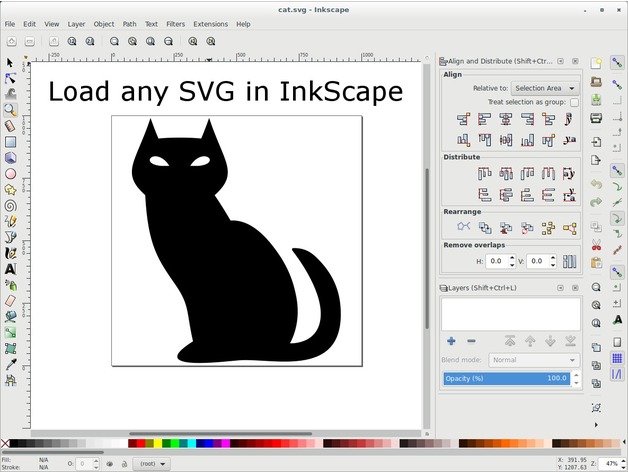 cat.svg - Inkscape
File Edit View Layer Object Path Text Filters Extensions Help
Load any SVG in InkScape
Align and Distribute (Shift+Ctr...
Align
Relative to: Selection Area
Treat selection as group:
Distribute
Rearrange
Remove overlaps
H: 0.0 V: 0.0
Layers (Shift+Ctrl+L)
Blend mode: Normal
Opacity (%) 100.0
Fill: N/A
Stroke: N/A
O: 0
(root)
X: 391.95
Y: 1207.63
Z: 47%